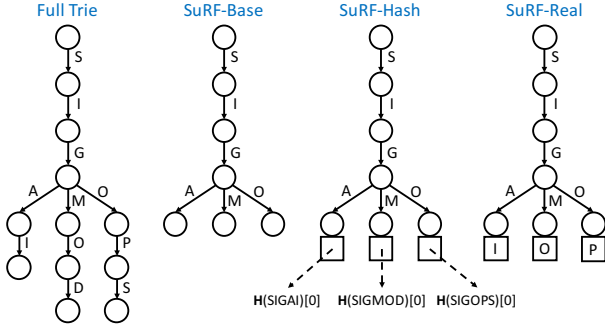 Full Trie SuRF-Base SuRF-Hash SuRF-Real
S S S S
I I I I
G G G G
A M O A M O A M O A M O
I O P I O P
D S
H(SIGAI)[0] H(SIGMOD)[0] H(SIGOPS)[0]